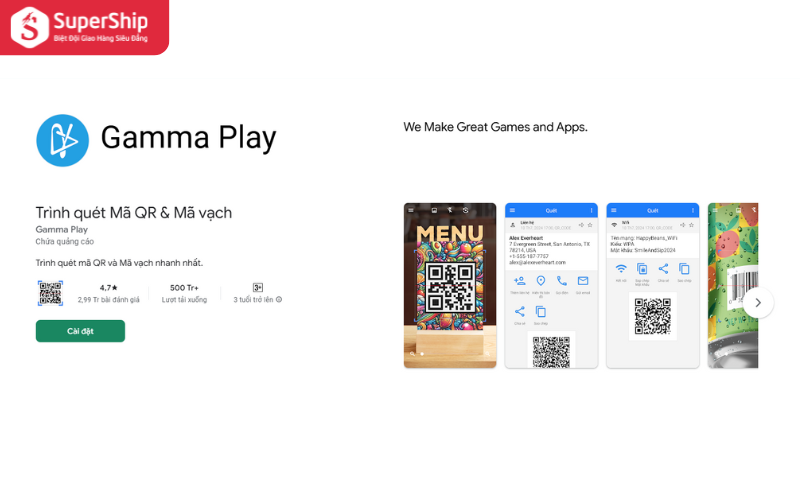 SuperShip
Biệt Đội Giao Hàng Siêu Đẳng
Gamma Play
We Make Great Games and Apps.
Trình quét Mã QR & Mã vạch
Gamma Play
Chứa quảng cáo
Trình quét mã QR và Mã vạch nhanh nhất.
4,7★
2,99 Tr bài đánh giá
500 Tr+
Lượt tải xuống
3+
3 tuổi trở lên
Cài đặt
MENU
Quét
Liên hệ
Alex Everheart
7 Evergreen Street, San Antonio, TX
78214, USA
+1-555-187-7757
alex@alexeverheart.com
Quét
Wifi
Tên mạng: HappyBeans_WiFi
Kiểu: WPA
Mật khẩu: SmileAndSip2024